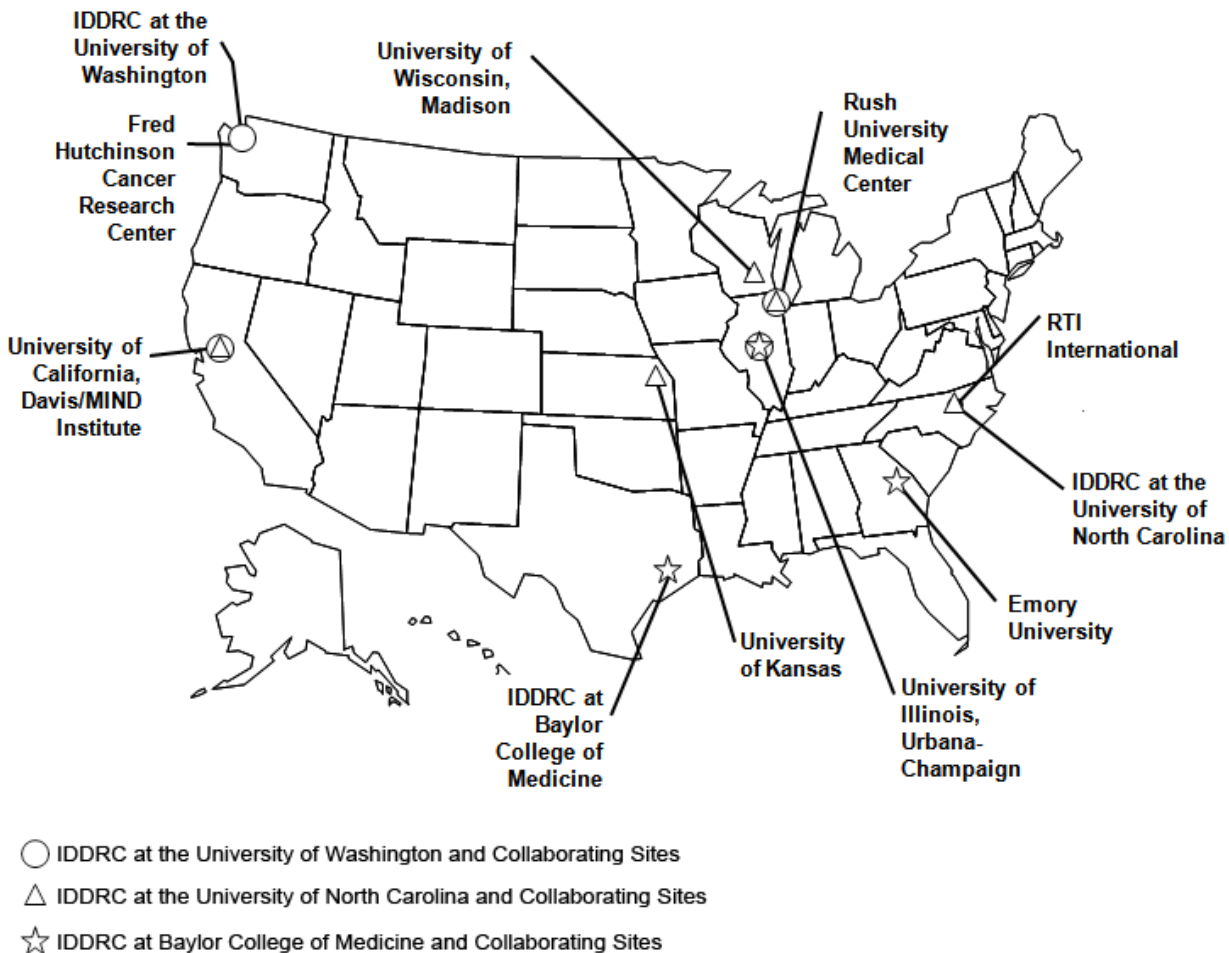 IDDRC at the
University of
Washington
University of
Wisconsin,
Madison
Rush
University
Medical
Center
Fred
Hutchinson
Cancer
Research
Center
University of
California,
Davis/MIND
Institute
RTI
International
IDDRC at the
University of
North Carolina
Emory
University
University
of Kansas
University of
Illinois,
Urbana-
Champaign
IDDRC at
Baylor
College of
Medicine
IDDRC at the University of Washington and Collaborating Sites
IDDRC at the University of North Carolina and Collaborating Sites
IDDRC at Baylor College of Medicine and Collaborating Sites